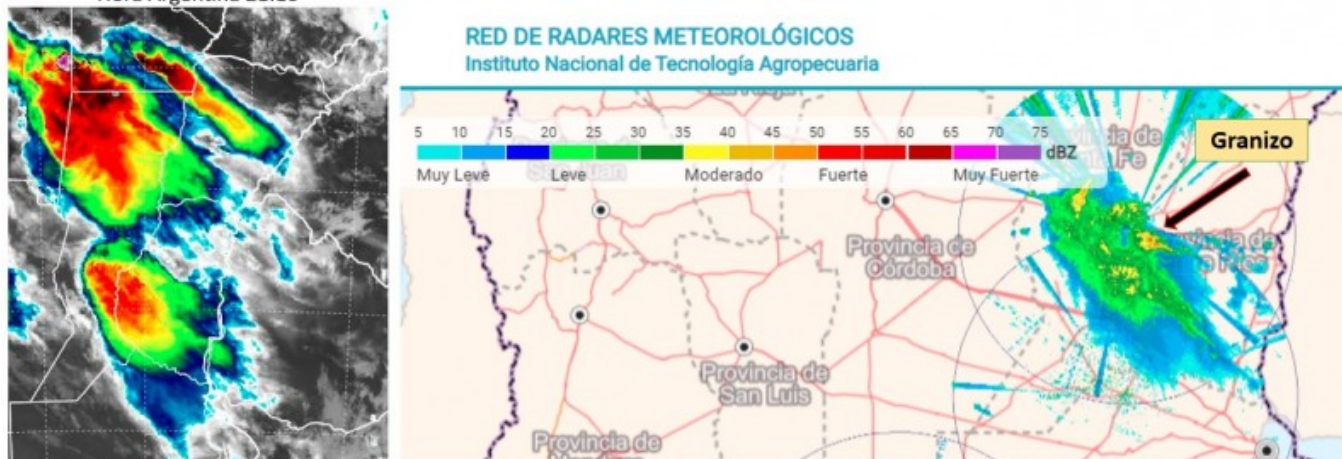 RED DE RADARES METEOROLÓGICOS
Instituto Nacional de Tecnología Agropecuaria
5 10 15 20 25 30 35 40 45 50 55 60 65 70 75 dBZ
Muy Leve Leve Moderado Fuerte Muy Fuerte
Granizo
Provincia de
Córdoba
Provincia de
San Luis
Provincia de